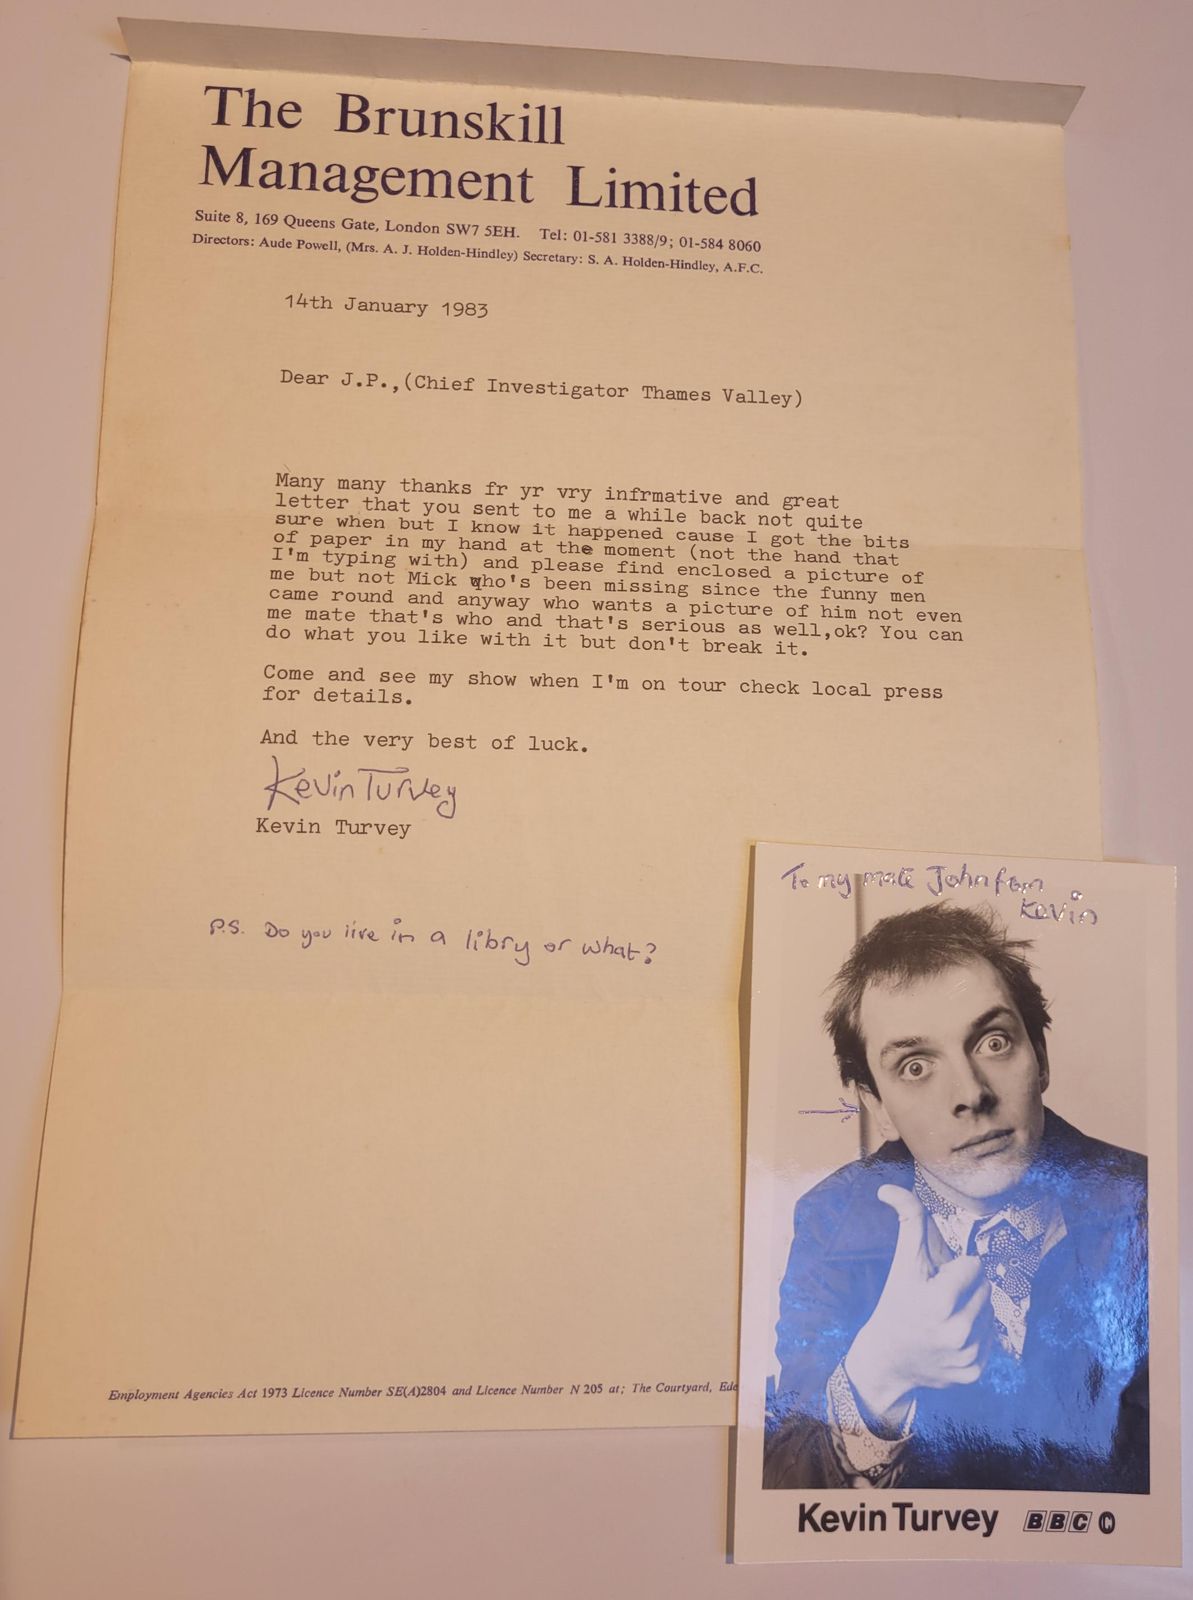 The Brunskill
Management Limited
Suite 8, 169 Queens Gate, London SW7 5EH. Tel: 01-581 3388/9; 01-584 8060
Directors: Aude Powell, (Mrs. A. J. Holden-Hindley) Secretary: S. A. Holden-Hindley, A.F.C.
14th January 1983
Dear J.P.,(Chief Investigator Thames Valley)
Many many thanks fr yr vry infrmative and great
letter that you sent to me a while back not quite
sure when but I know it happened cause I got the bits
of paper in my hand at the moment (not the hand that
I'm typing with) and please find enclosed a picture of
me but not Mick who's been missing since the funny men
came round and anyway who wants a picture of him not even
me mate that's who and that's serious as well,ok? You can
do what you like with it but don't break it.
Come and see my show when I'm on tour check local press
for details.
And the very best of luck.
Kevin Turvey
Kevin Turvey
P.S. Do you live in a libry or what?
Employment Agencies Act 1973 Licence Number SE(A)2804 and Licence Number N 205 at; The Courtyard, Ede
To my mate John from
Kevin
Kevin Turvey BBC ©